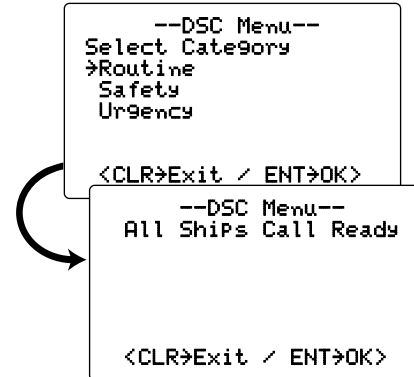 --DSC Menu--
Select Category
→Routine
Safety
Urgency
<CLR→Exit / ENT→OK>
--DSC Menu--
All Ships Call Ready
<CLR→Exit / ENT→OK>